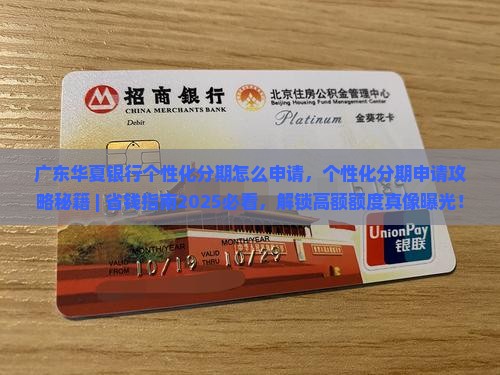 招商银行
CHINA MERCHANTS BANK
北京住房公积金管理中心
Beijing Housing Fund Management Center
Debit
Platinum
金葵花卡
广东华夏银行个性化分期怎么申请，个性化分期申请攻
略秘籍 | 省钱指南2025必看，解锁高额额度真像曝光！
UnionPay
银联
MONTH/YEAR
MONTH/YEAR
VALID
FROM
10/19
VALID
THRU
10/29